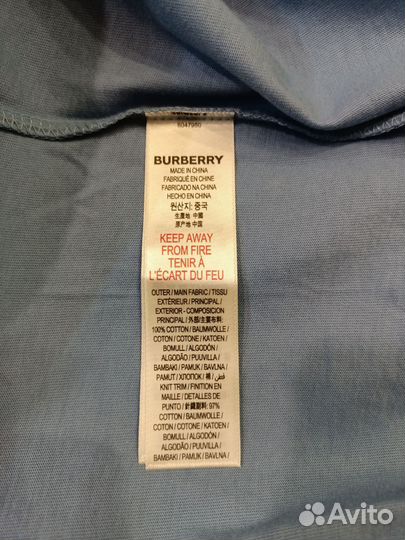 8047980
BURBERRY
MADE IN CHINA
FABRIQUÉ EN CHINE
FABRICADO NA CHINA
HECHO EN CHINA
원산지: 중국
生產地 中國
原产地 中国
KEEP AWAY
FROM FIRE
TENIR À
L'ÉCART DU FEU
OUTER / MAIN FABRIC / TISSU
EXTÉRIEUR / PRINCIPAL /
EXTERIOR - COMPOSICION
PRINCIPAL / 外部/主要布料:
100% COTTON / BAUMWOLLE /
COTON / COTONE / KATOEN /
BOMULL / ALGODÓN /
ALGODÃO / PUUVILLA /
BAMBAKI / PAMUK / BAVLNA /
PAMUT / ХЛОПОК / 棉 / قطن /
KNIT TRIM / FINITION EN
MAILLE / DETALLES DE
PUNTO / 針織副料: 97%
COTTON / BAUMWOLLE /
COTON / COTONE / KATOEN /
BOMULL / ALGODÓN /
ALGODÃO / PUUVILLA /
BAMBAKI / PAMUK / BAVLNA /
Avito